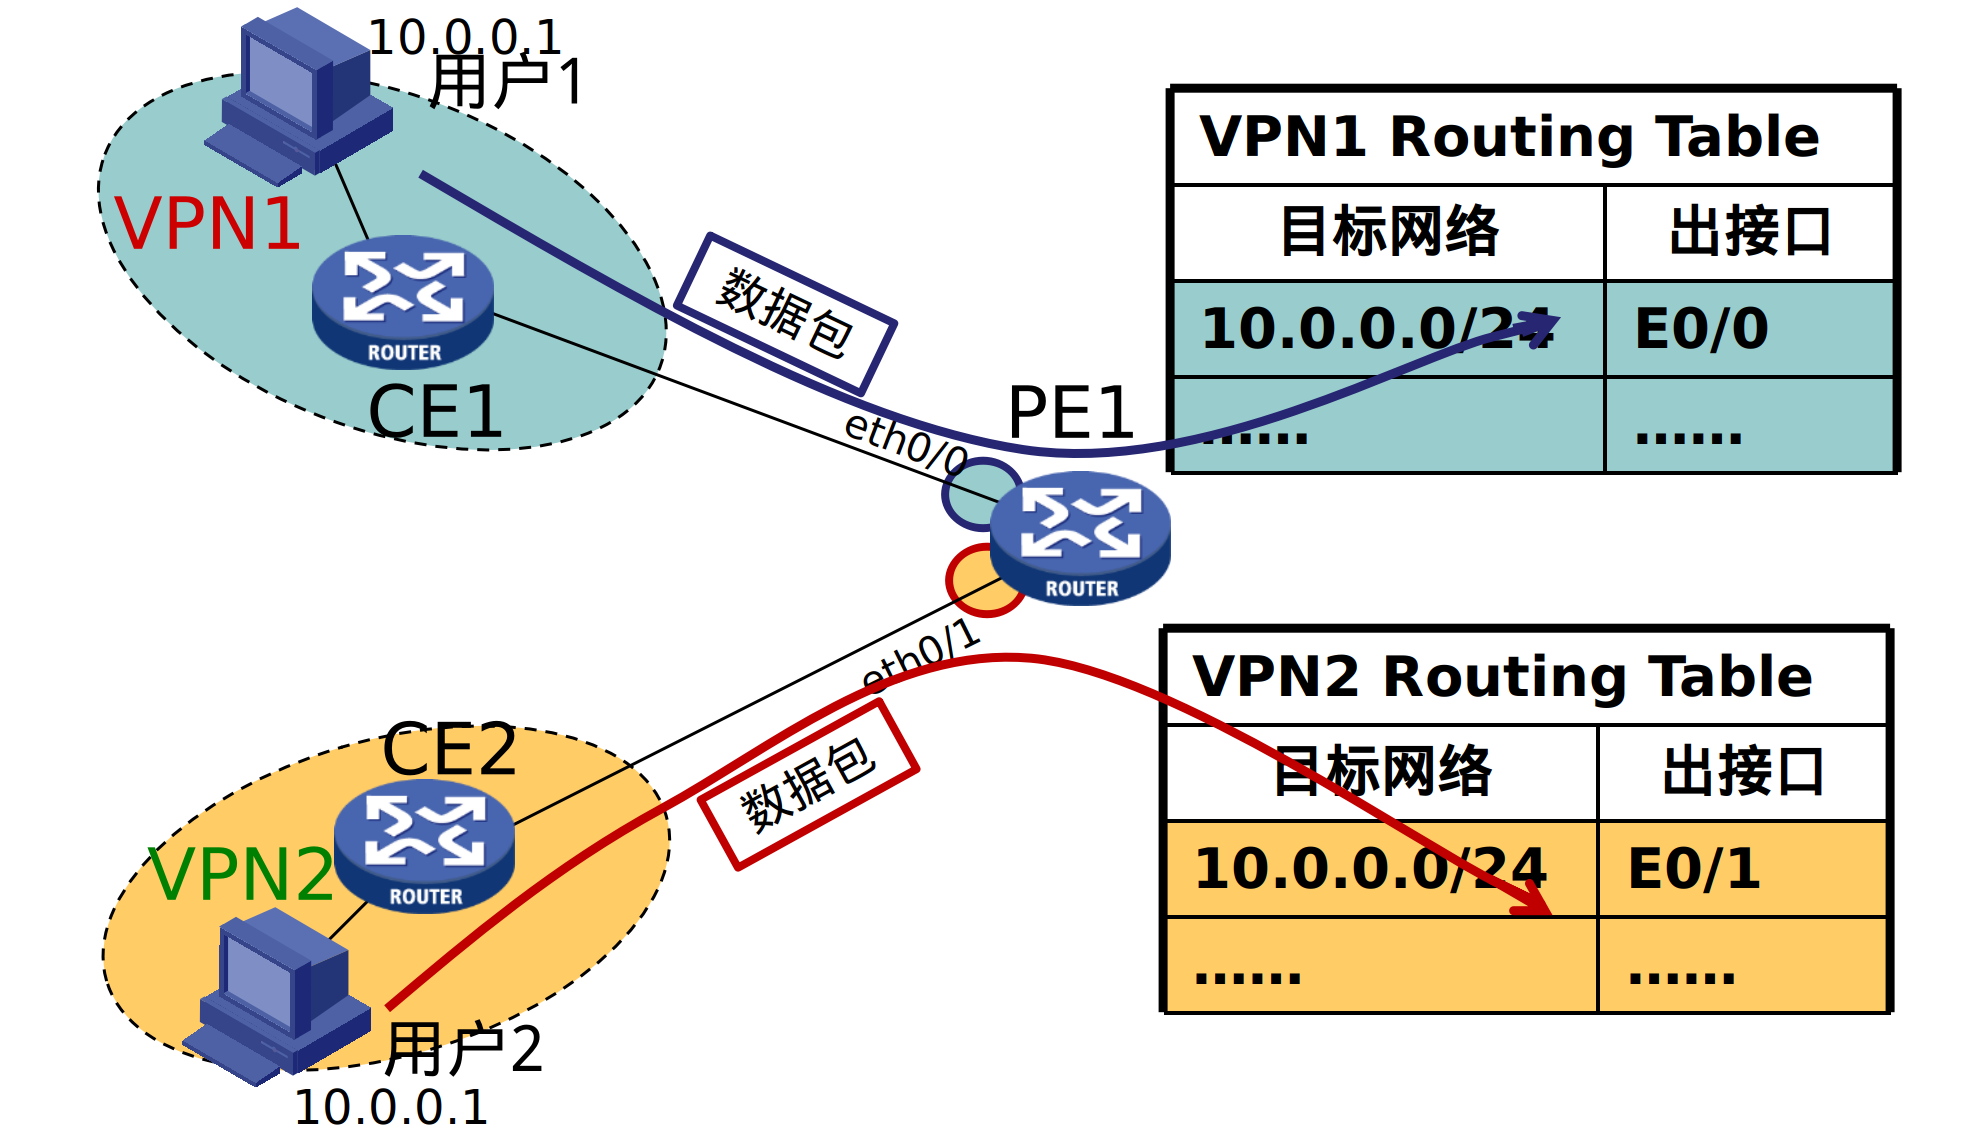 10.0.0.1
用户1
VPN1
ROUTER
CE1
数据包
eth0/0
PE1
ROUTER
VPN1 Routing Table
目标网络 出接口
10.0.0.0/24 E0/0
...... ......
eth0/1
数据包
CE2
ROUTER
VPN2
用户2
10.0.0.1
VPN2 Routing Table
目标网络 出接口
10.0.0.0/24 E0/1
...... ......